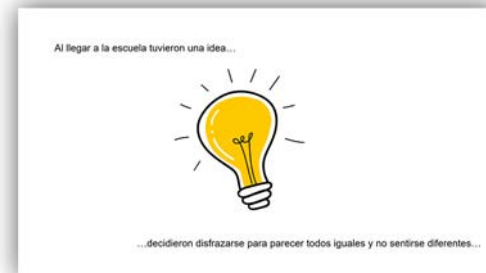 Al llegar a la escuela tuvieron una idea…
…decidieron disfrazarse para parecer todos iguales y no sentirse diferentes…